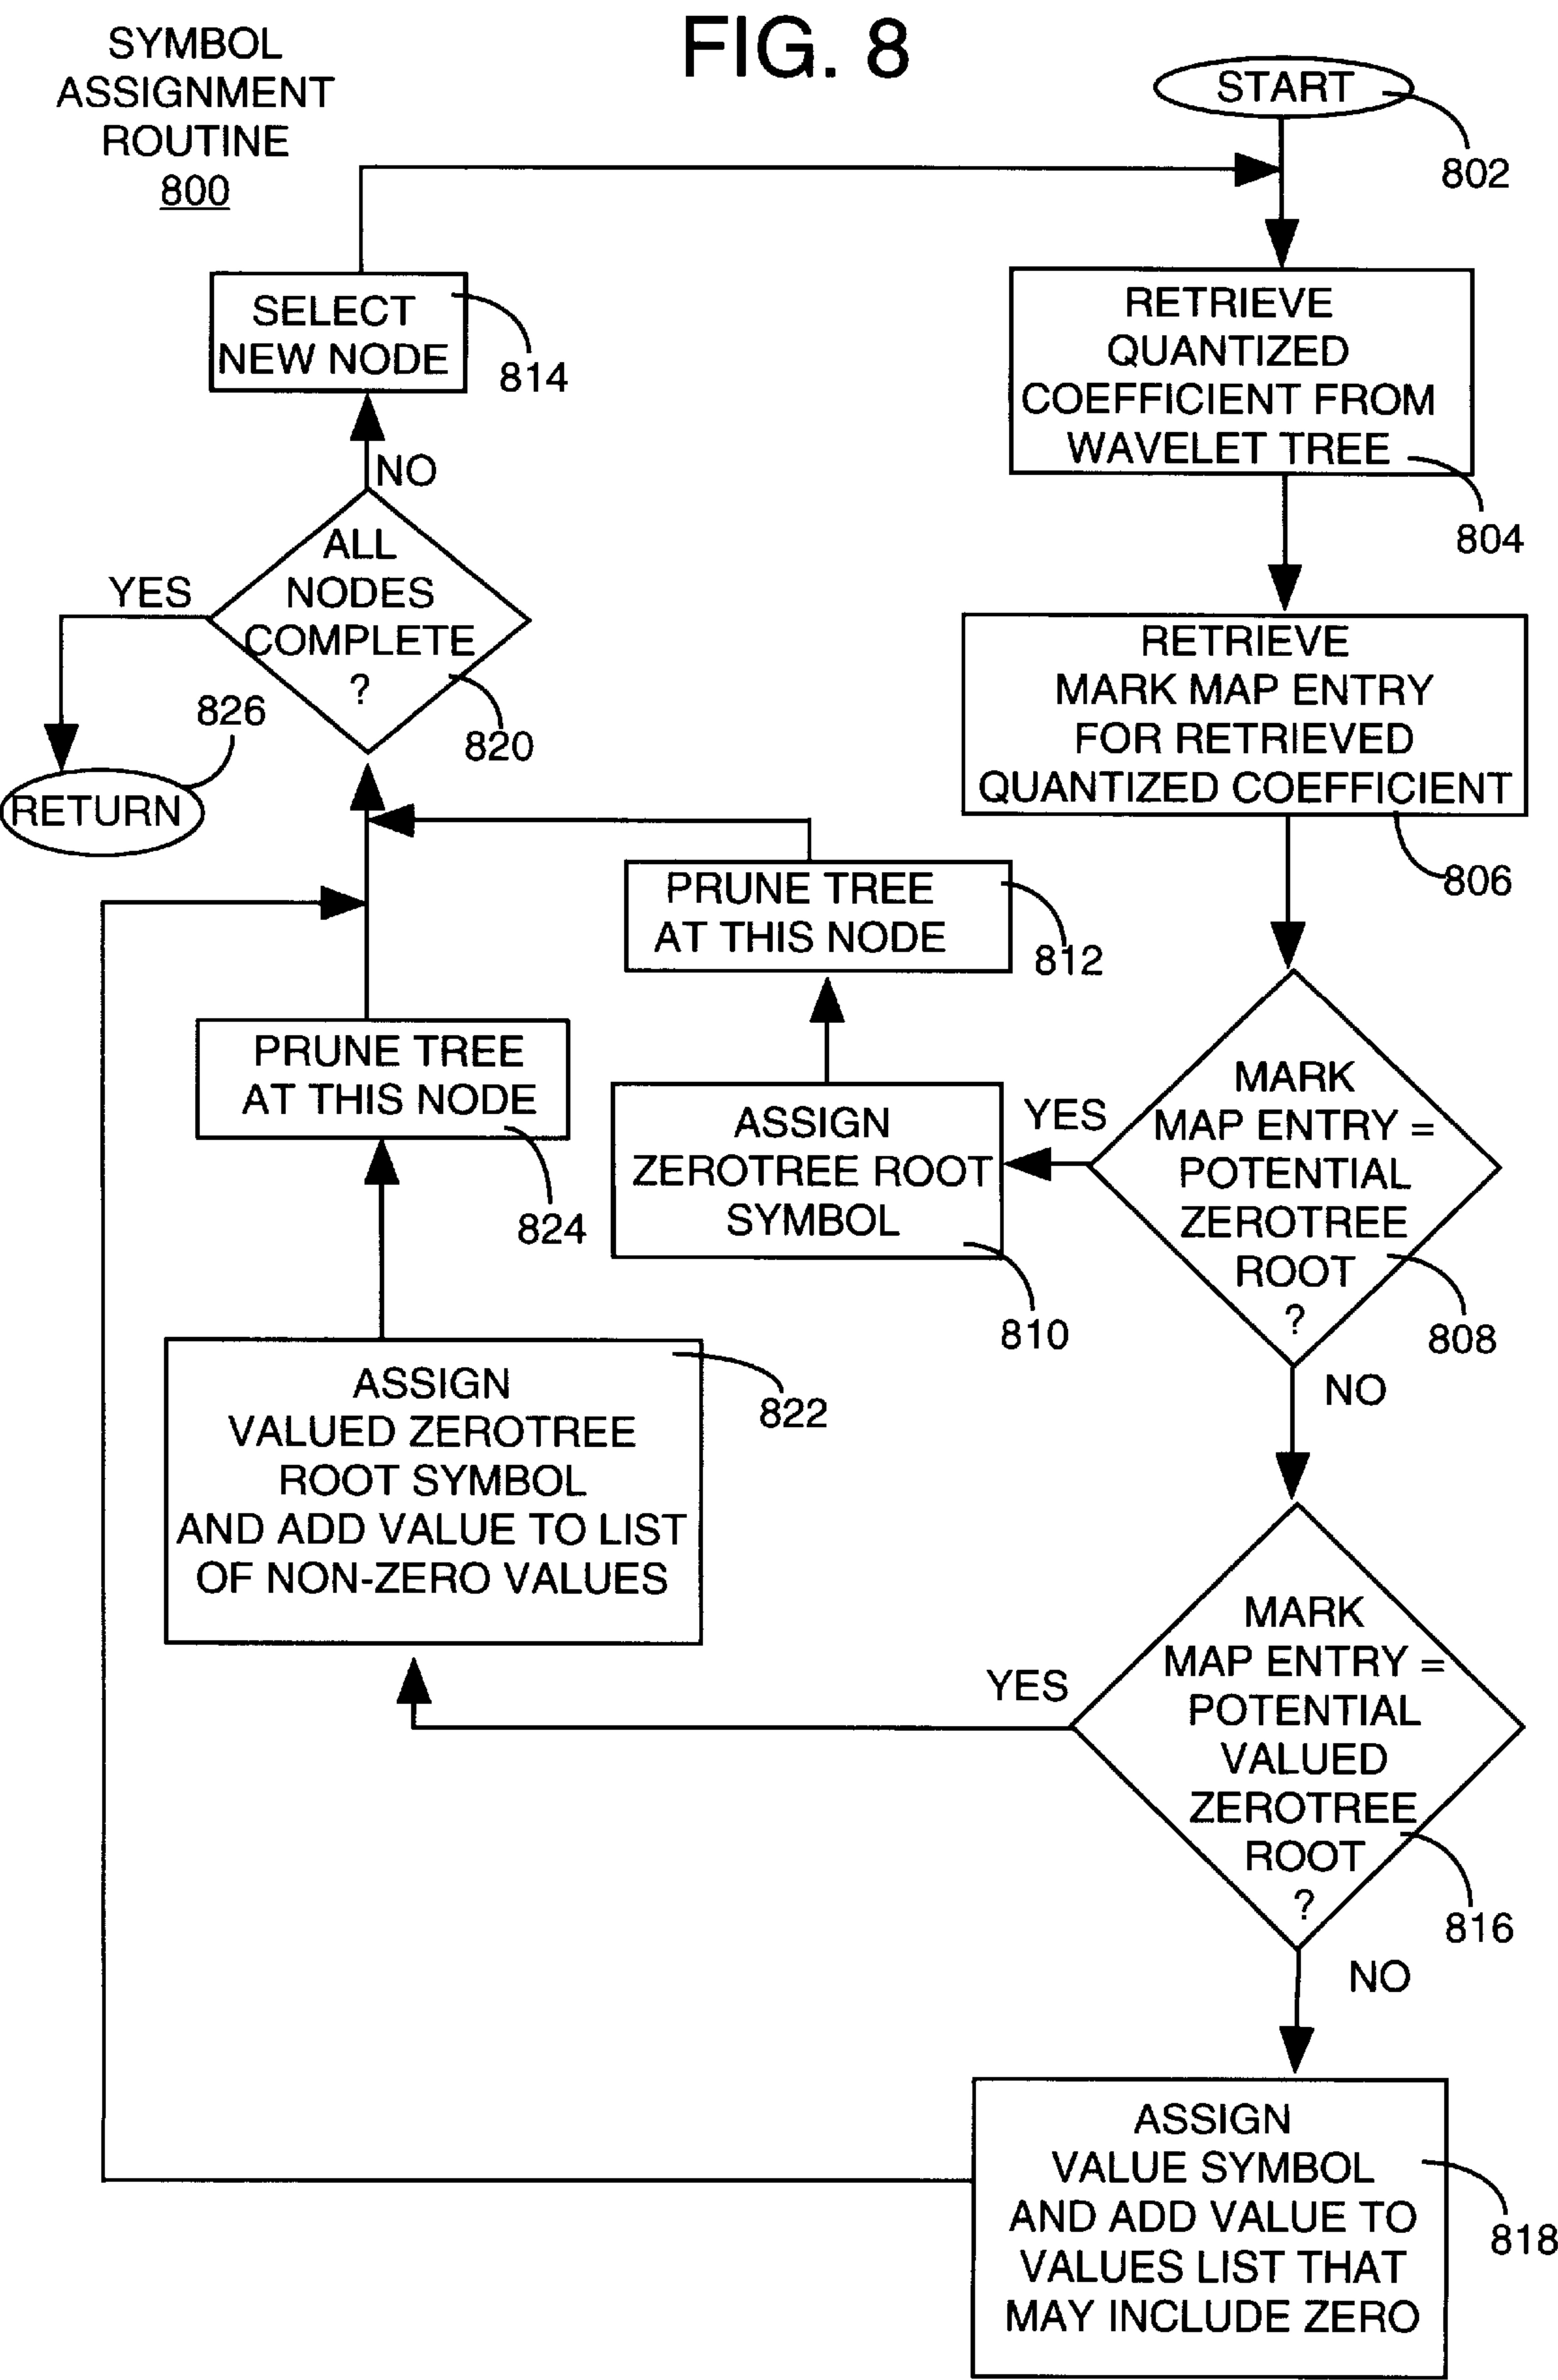 FIG. 8
SYMBOL
ASSIGNMENT
ROUTINE
800
START
802
RETRIEVE
QUANTIZED
COEFFICIENT FROM
WAVELET TREE
804
RETRIEVE
MARK MAP ENTRY
FOR RETRIEVED
QUANTIZED COEFFICIENT
806
MARK
MAP ENTRY =
POTENTIAL
ZEROTREE
ROOT
?
808
YES
NO
ASSIGN
ZEROTREE ROOT
SYMBOL
810
PRUNE TREE
AT THIS NODE
812
SELECT
NEW NODE
814
NO
ALL
NODES
COMPLETE
?
820
YES
826
RETURN
PRUNE TREE
AT THIS NODE
824
ASSIGN
VALUED ZEROTREE
ROOT SYMBOL
AND ADD VALUE TO LIST
OF NON-ZERO VALUES
822
MARK
MAP ENTRY =
POTENTIAL
VALUED
ZEROTREE
ROOT
?
816
YES
NO
ASSIGN
VALUE SYMBOL
AND ADD VALUE TO
VALUES LIST THAT
MAY INCLUDE ZERO
818